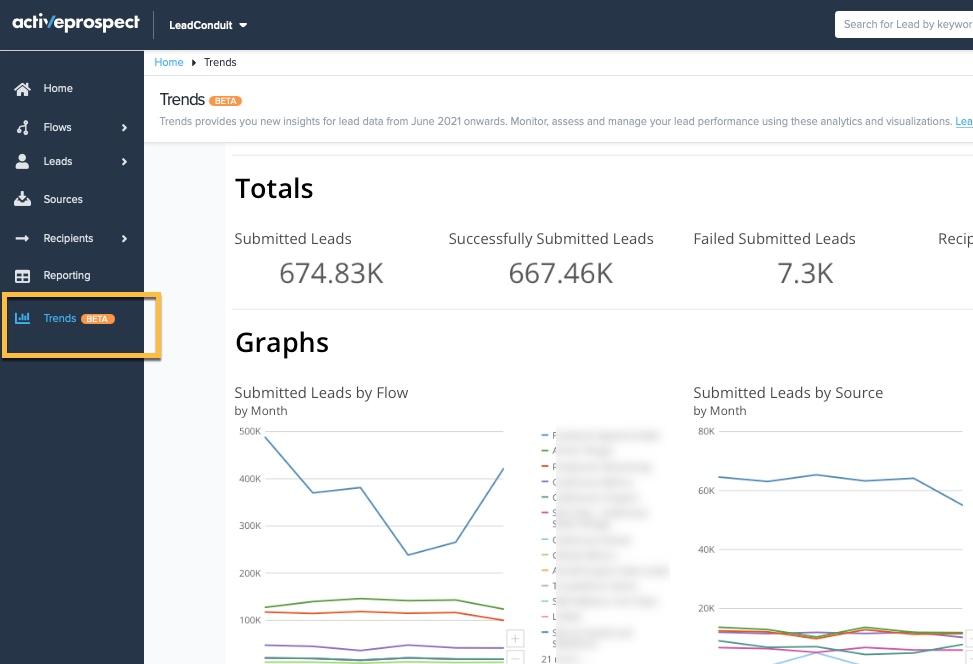 activeprospect
LeadConduit
Search for Lead by keywor
Home
Flows
Leads
Sources
Recipients
Reporting
Trends BETA
Home Trends
Trends BETA
Trends provides you new insights for lead data from June 2021 onwards. Monitor, assess and manage your lead performance using these analytics and visualizations. Lea
Totals
Submitted Leads
674.83K
Successfully Submitted Leads
667.46K
Failed Submitted Leads
7.3K
Recip
Graphs
Submitted Leads by Flow
by Month
500K
400K
300K
200K
100K
21
Submitted Leads by Source
by Month
80K
60K
40K
20K